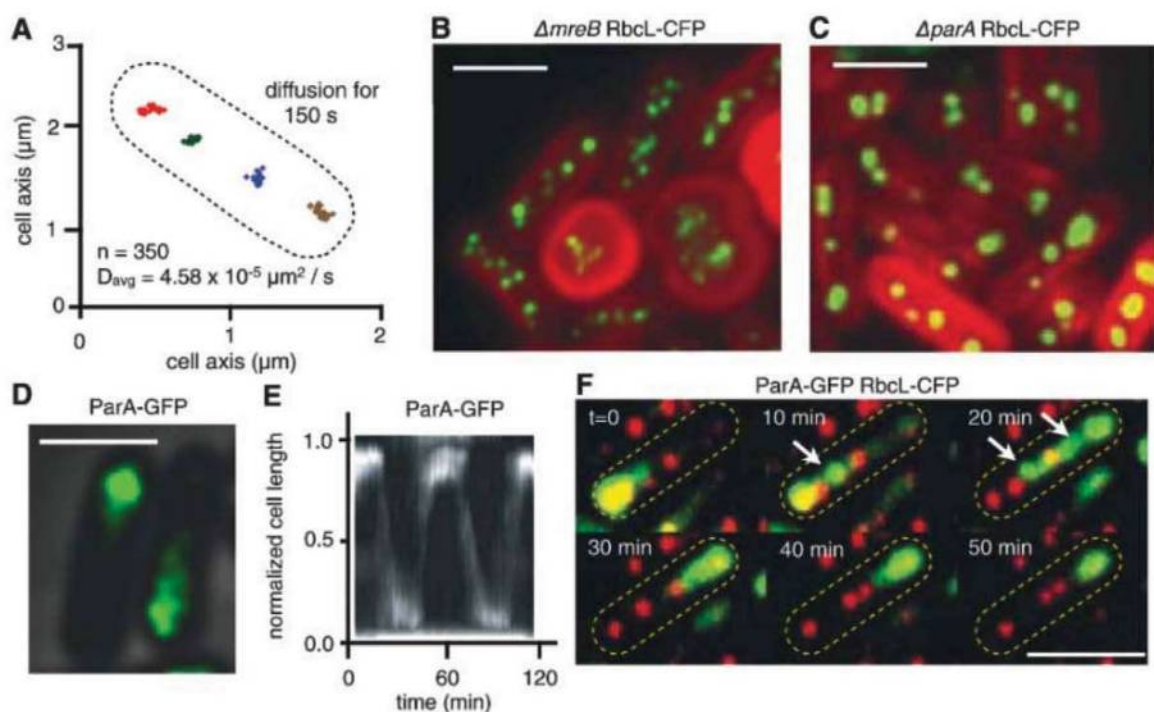 A
3
2
1
0
cell axis (µm)
diffusion for
150 s
n = 350
Davg = 4.58 x 10-5 µm2 / s
0
1
2
cell axis (µm)
B
ΔmreB RbcL-CFP
C
ΔparA RbcL-CFP
D
ParA-GFP
E
ParA-GFP
normalized cell length
1.0
0.5
0.0
0
60
120
time (min)
F
ParA-GFP RbcL-CFP
t=0
10 min
20 min
30 min
40 min
50 min